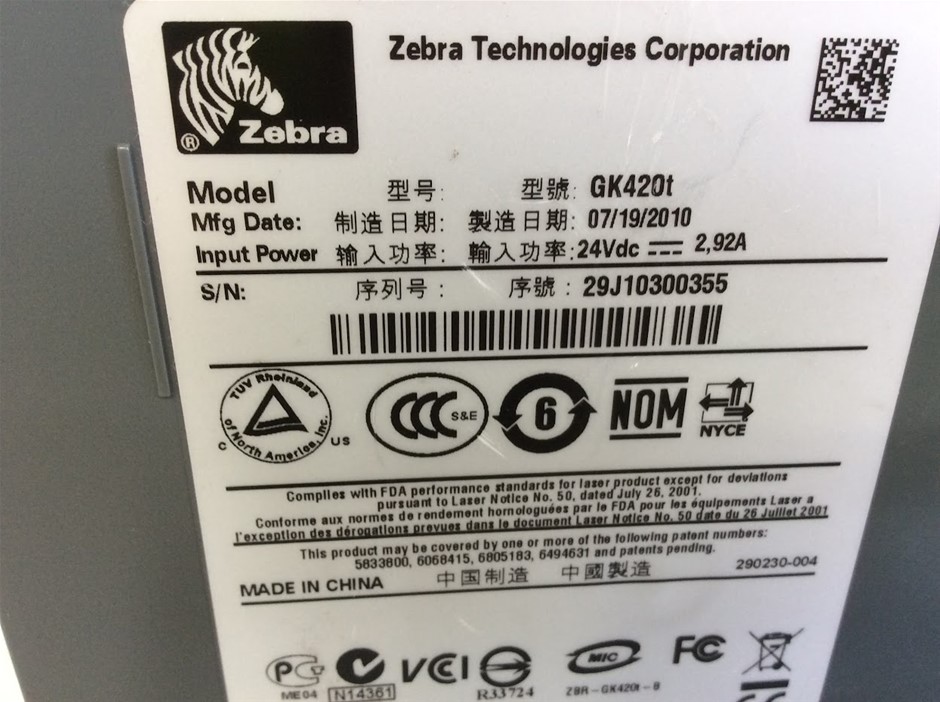 Zebra Technologies Corporation
Zebra
®
Model 型号: 型號: GK420t
Mfg Date: 制造日期: 製造日期: 07/19/2010
Input Power 输入功率: 輸入功率: 24Vdc 2,92A
S/N: 序列号: 序號: 29J10300355
TUV Rheinland
of North America, Inc.
C US
CCC S&E
6
NOM
NYCE
Complies with FDA performance standards for laser product except for deviations
pursuant to Laser Notice No. 50, dated July 26, 2001.
Conforme aux normes de rendement homologuées par le FDA pour les équipements Laser a
l'exception des dérogations prevues dans le document Laser Notice No. 50 date du 26 Juillet 2001
This product may be covered by one or more of the following patent numbers:
5833800, 6068415, 6805183, 6494631 and patents pending.
290230-004
MADE IN CHINA 中国制造 中國製造
PC VCCI MIC FC
ME04 N14361 R33724 ZBR-GK420t-B
CE